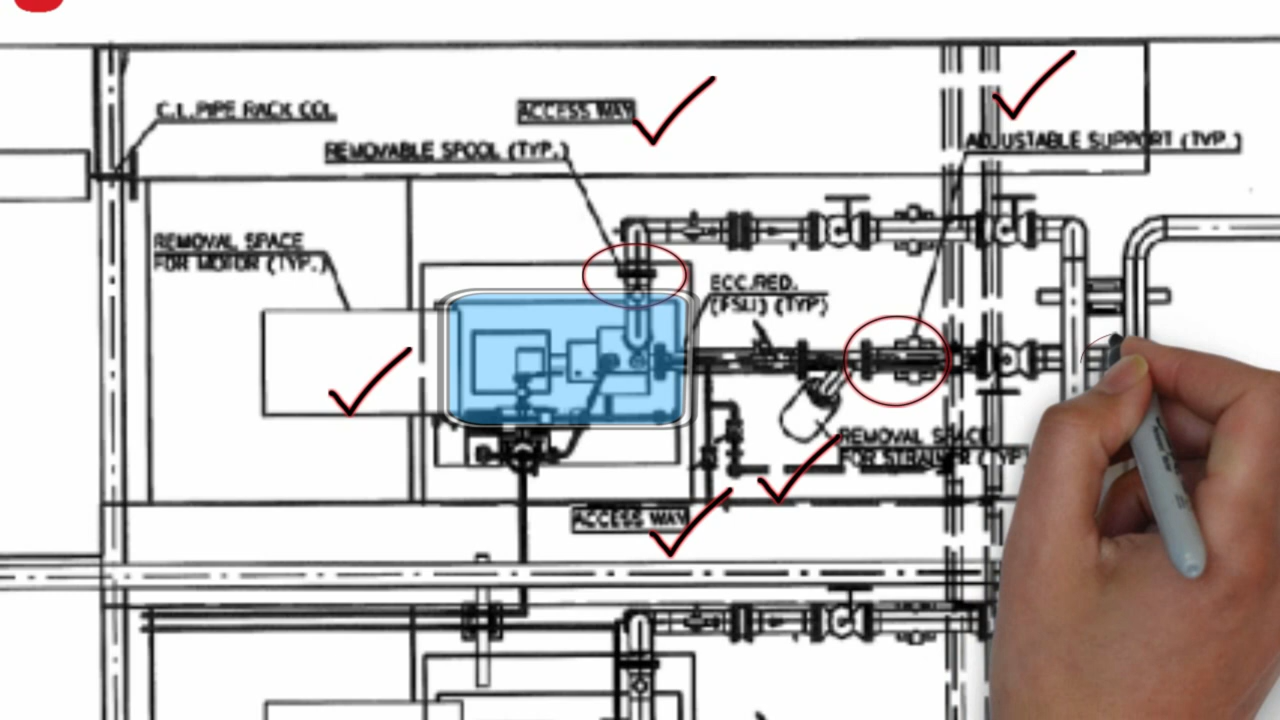 C.L.PIPE RACK COL
ACCESS WAY
REMOVABLE SPOOL (TYP.)
ADJUSTABLE SUPPORT (TYP.)
REMOVAL SPACE
FOR MOTOR (TYP.)
ECC.RED.
(FSU) (TYP)
REMOVAL SPACE
FOR STRAINER (TYP
ACCESS WAY